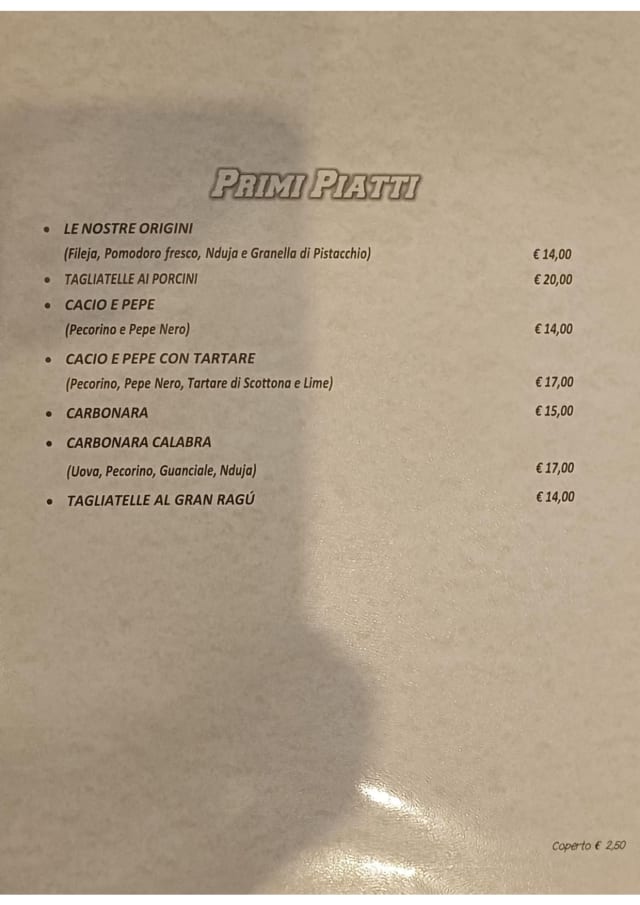 PRIMI PIATTI
• LE NOSTRE ORIGINI
(Fileja, Pomodoro fresco, Nduja e Granella di Pistacchio) € 14,00
• TAGLIATELLE AI PORCINI € 20,00
• CACIO E PEPE
(Pecorino e Pepe Nero) € 14,00
• CACIO E PEPE CON TARTARE
(Pecorino, Pepe Nero, Tartare di Scottona e Lime) € 17,00
• CARBONARA € 15,00
• CARBONARA CALABRA
(Uova, Pecorino, Guanciale, Nduja) € 17,00
• TAGLIATELLE AL GRAN RAGÚ € 14,00
Coperto € 2,50